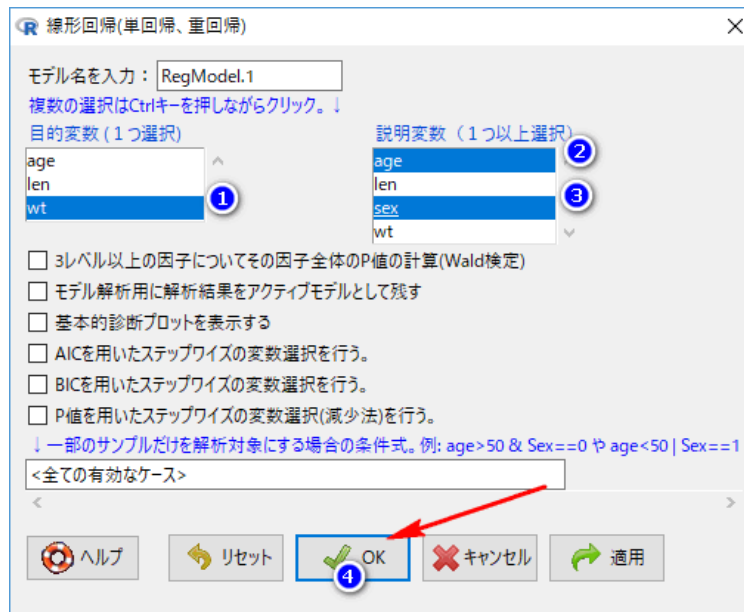 線形回帰(単回帰、重回帰)
モデル名を入力： RegModel.1
複数の選択はCtrlキーを押しながらクリック。↓
目的変数(１つ選択) 説明変数（１つ以上選択）
age age 2
len 1 len 3
wt sex
wt
3レベル以上の因子についてその因子全体のP値の計算(Wald検定)
モデル解析用に解析結果をアクティブモデルとして残す
基本的診断プロットを表示する
AICを用いたステップワイズの変数選択を行う。
BICを用いたステップワイズの変数選択を行う。
P値を用いたステップワイズの変数選択(減少法)を行う。
↓一部のサンプルだけを解析対象にする場合の条件式。例: age>50 & Sex==0 や age<50 | Sex==1
<全ての有効なケース>
ヘルプ リセット OK キャンセル 適用
4